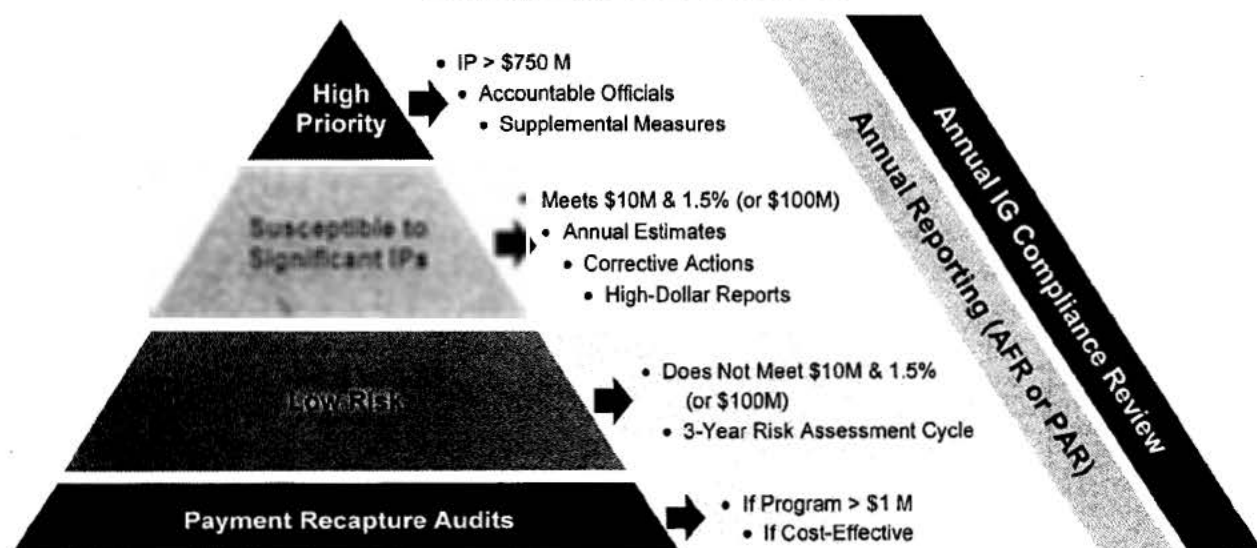 High
Priority
• IP > $750 M
• Accountable Officials
• Supplemental Measures
Susceptible to
Significant IPs
• Meets $10M & 1.5% (or $100M)
• Annual Estimates
• Corrective Actions
• High-Dollar Reports
Low Risk
• Does Not Meet $10M & 1.5%
(or $100M)
• 3-Year Risk Assessment Cycle
Payment Recapture Audits
• If Program > $1 M
• If Cost-Effective
Annual Reporting (AFR or PAR)
Annual IG Compliance Review